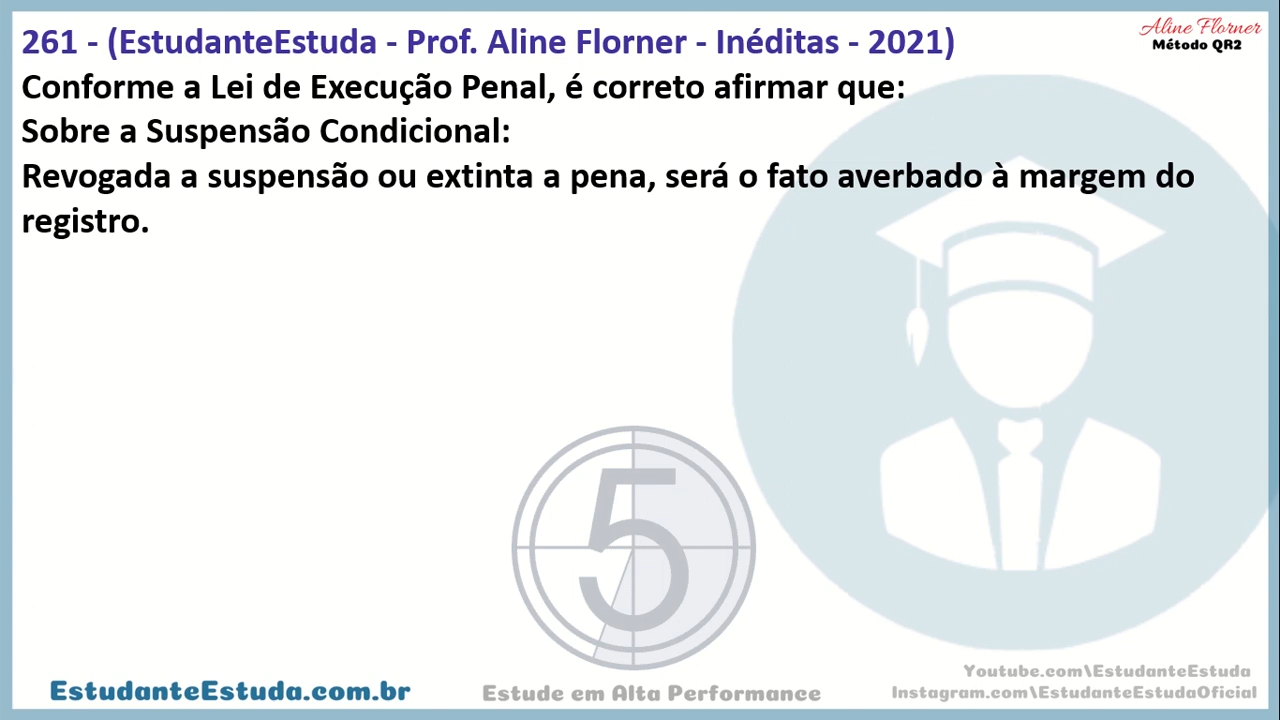 261 - (EstudanteEstuda - Prof. Aline Florner - Inéditas - 2021)
Aline Florner
Método QR2
Conforme a Lei de Execução Penal, é correto afirmar que:
Sobre a Suspensão Condicional:
Revogada a suspensão ou extinta a pena, será o fato averbado à margem do
registro.
5
EstudanteEstuda.com.br
Estude em Alta Performance
Youtube.com\EstudanteEstuda
Instagram.com\EstudanteEstudaOficial